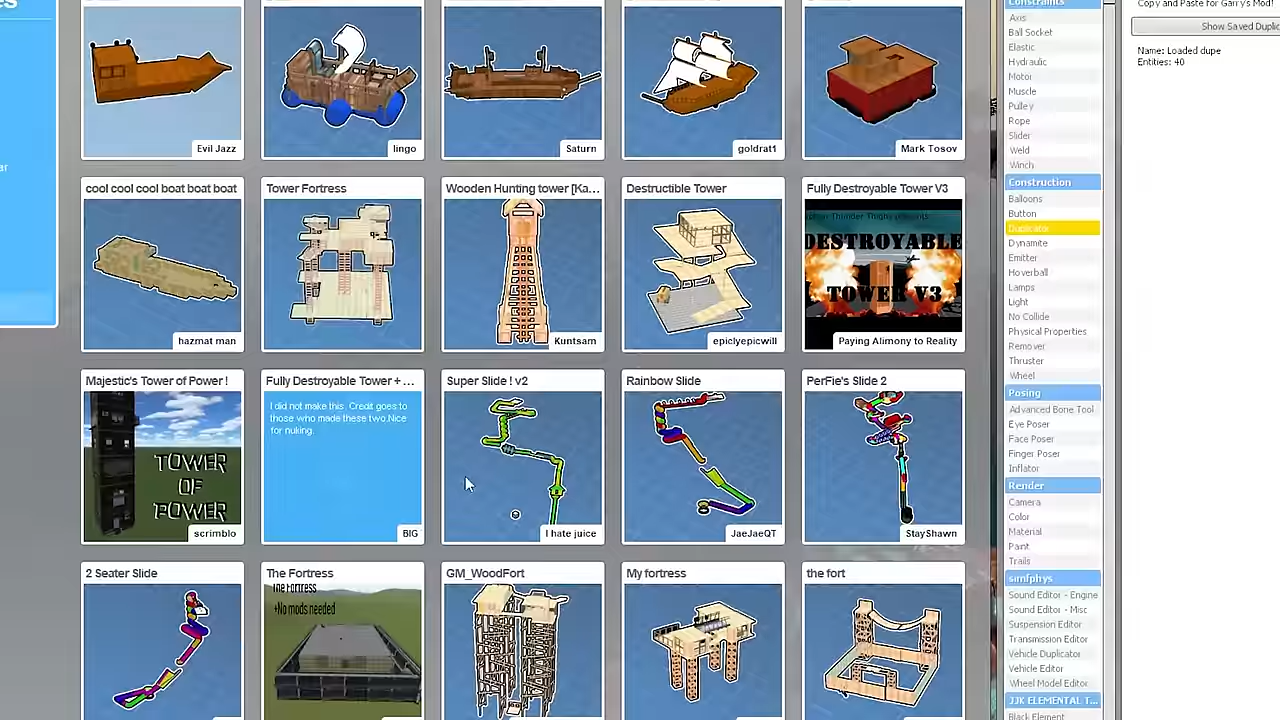 es
ar
Evil Jazz
lingo
Saturn
goldrat1
Mark Tosov
cool cool cool boat boat boat
Tower Fortress
Wooden Hunting tower [Ka...
Destructible Tower
Fully Destroyable Tower V3
DESTROYABLE
TOWER V3
hazmat man
Kuntsam
epiclyepicwill
Paying Alimony to Reality
Majestic's Tower of Power !
Fully Destroyable Tower + ...
Super Slide ! v2
Rainbow Slide
PerFie's Slide 2
I did not make this. Credit goes to
those who made these two.Nice
for nuking.
TOWER
OF
POWER
scrimblo
BIG
I hate juice
JaeJaeQT
StayShawn
2 Seater Slide
The Fortress
GM_WoodFort
My fortress
the fort
The Fortress
+No mods needed
Constraints
Axis
Ball Socket
Elastic
Hydraulic
Motor
Muscle
Pulley
Rope
Slider
Weld
Winch
Construction
Balloons
Button
Duplicator
Dynamite
Emitter
Hoverball
Lamps
Light
No Collide
Physical Properties
Remover
Thruster
Wheel
Posing
Advanced Bone Tool
Eye Poser
Face Poser
Finger Poser
Inflator
Render
Camera
Color
Material
Paint
Trails
simfphys
Sound Editor - Engine
Sound Editor - Misc
Suspension Editor
Transmission Editor
Vehicle Duplicator
Vehicle Editor
Wheel Model Editor
JJK ELEMENTAL T...
Black Element
Copy and Paste for Garry's Mod!
Show Saved Duplic
Name: Loaded dupe
Entities: 40